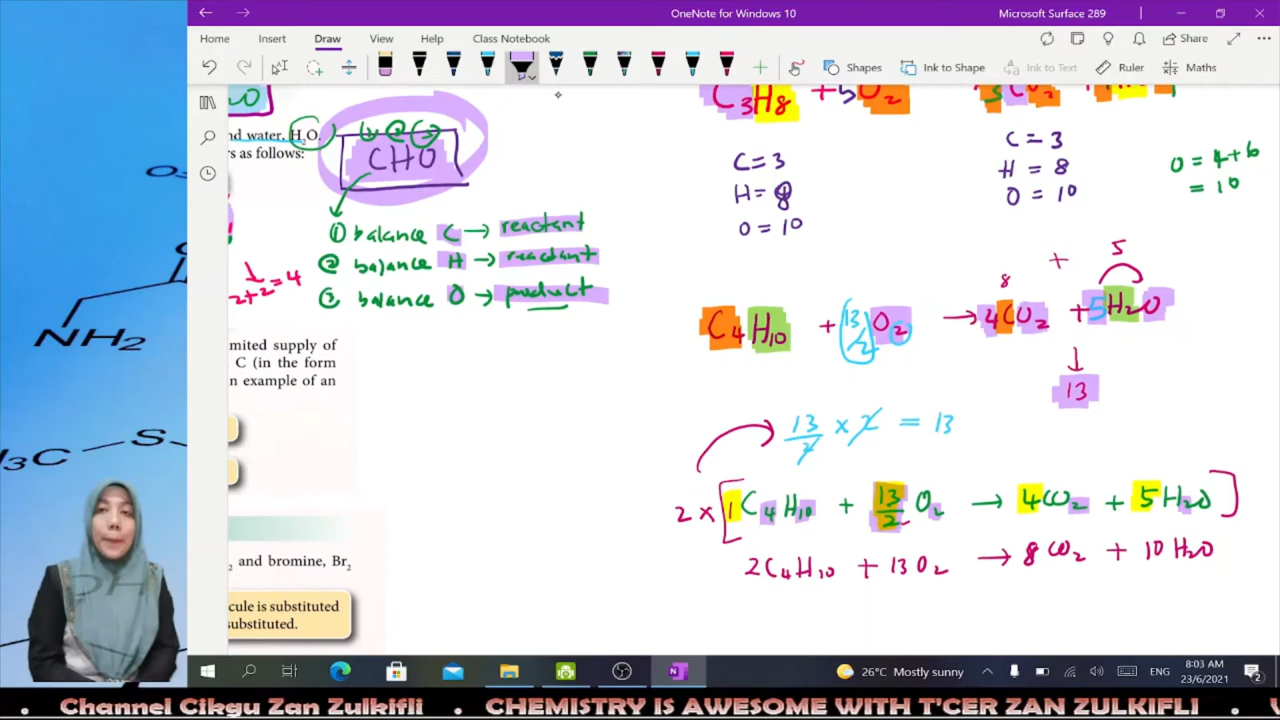 OneNote for Windows 10
Microsoft Surface 289
Home Insert Draw View Help Class Notebook
Share
Shapes Ink to Shape Ink to Text Ruler Maths
nd water, H₂O.
rs as follows:
CHO
① balance C → reactant
② balance H → reactant
③ balance O → product
= 4
C₃H₈ + 5O₂
C = 3
H = 8
O = 10
C = 3
H = 8
O = 10
O = 4 + 6
= 10
8
+
5
C₄H₁₀ + 13/2 O₂ → 4CO₂ + 5H₂O
↓
13
13/2 × 2 = 13
2 × [1C₄H₁₀ + 13/2 O₂ → 4CO₂ + 5H₂O]
2C₄H₁₀ + 13O₂ → 8CO₂ + 10H₂O
NH₂
S
₃C
mited supply of
C (in the form
n example of an
and bromine, Br₂
cule is substituted
substituted.
26°C Mostly sunny
ENG
8:03 AM
23/6/2021
2
• Channel Cikgu Zan Zulkifli • CHEMISTRY IS AWESOME WITH T'CER ZAN ZULKIFLI •